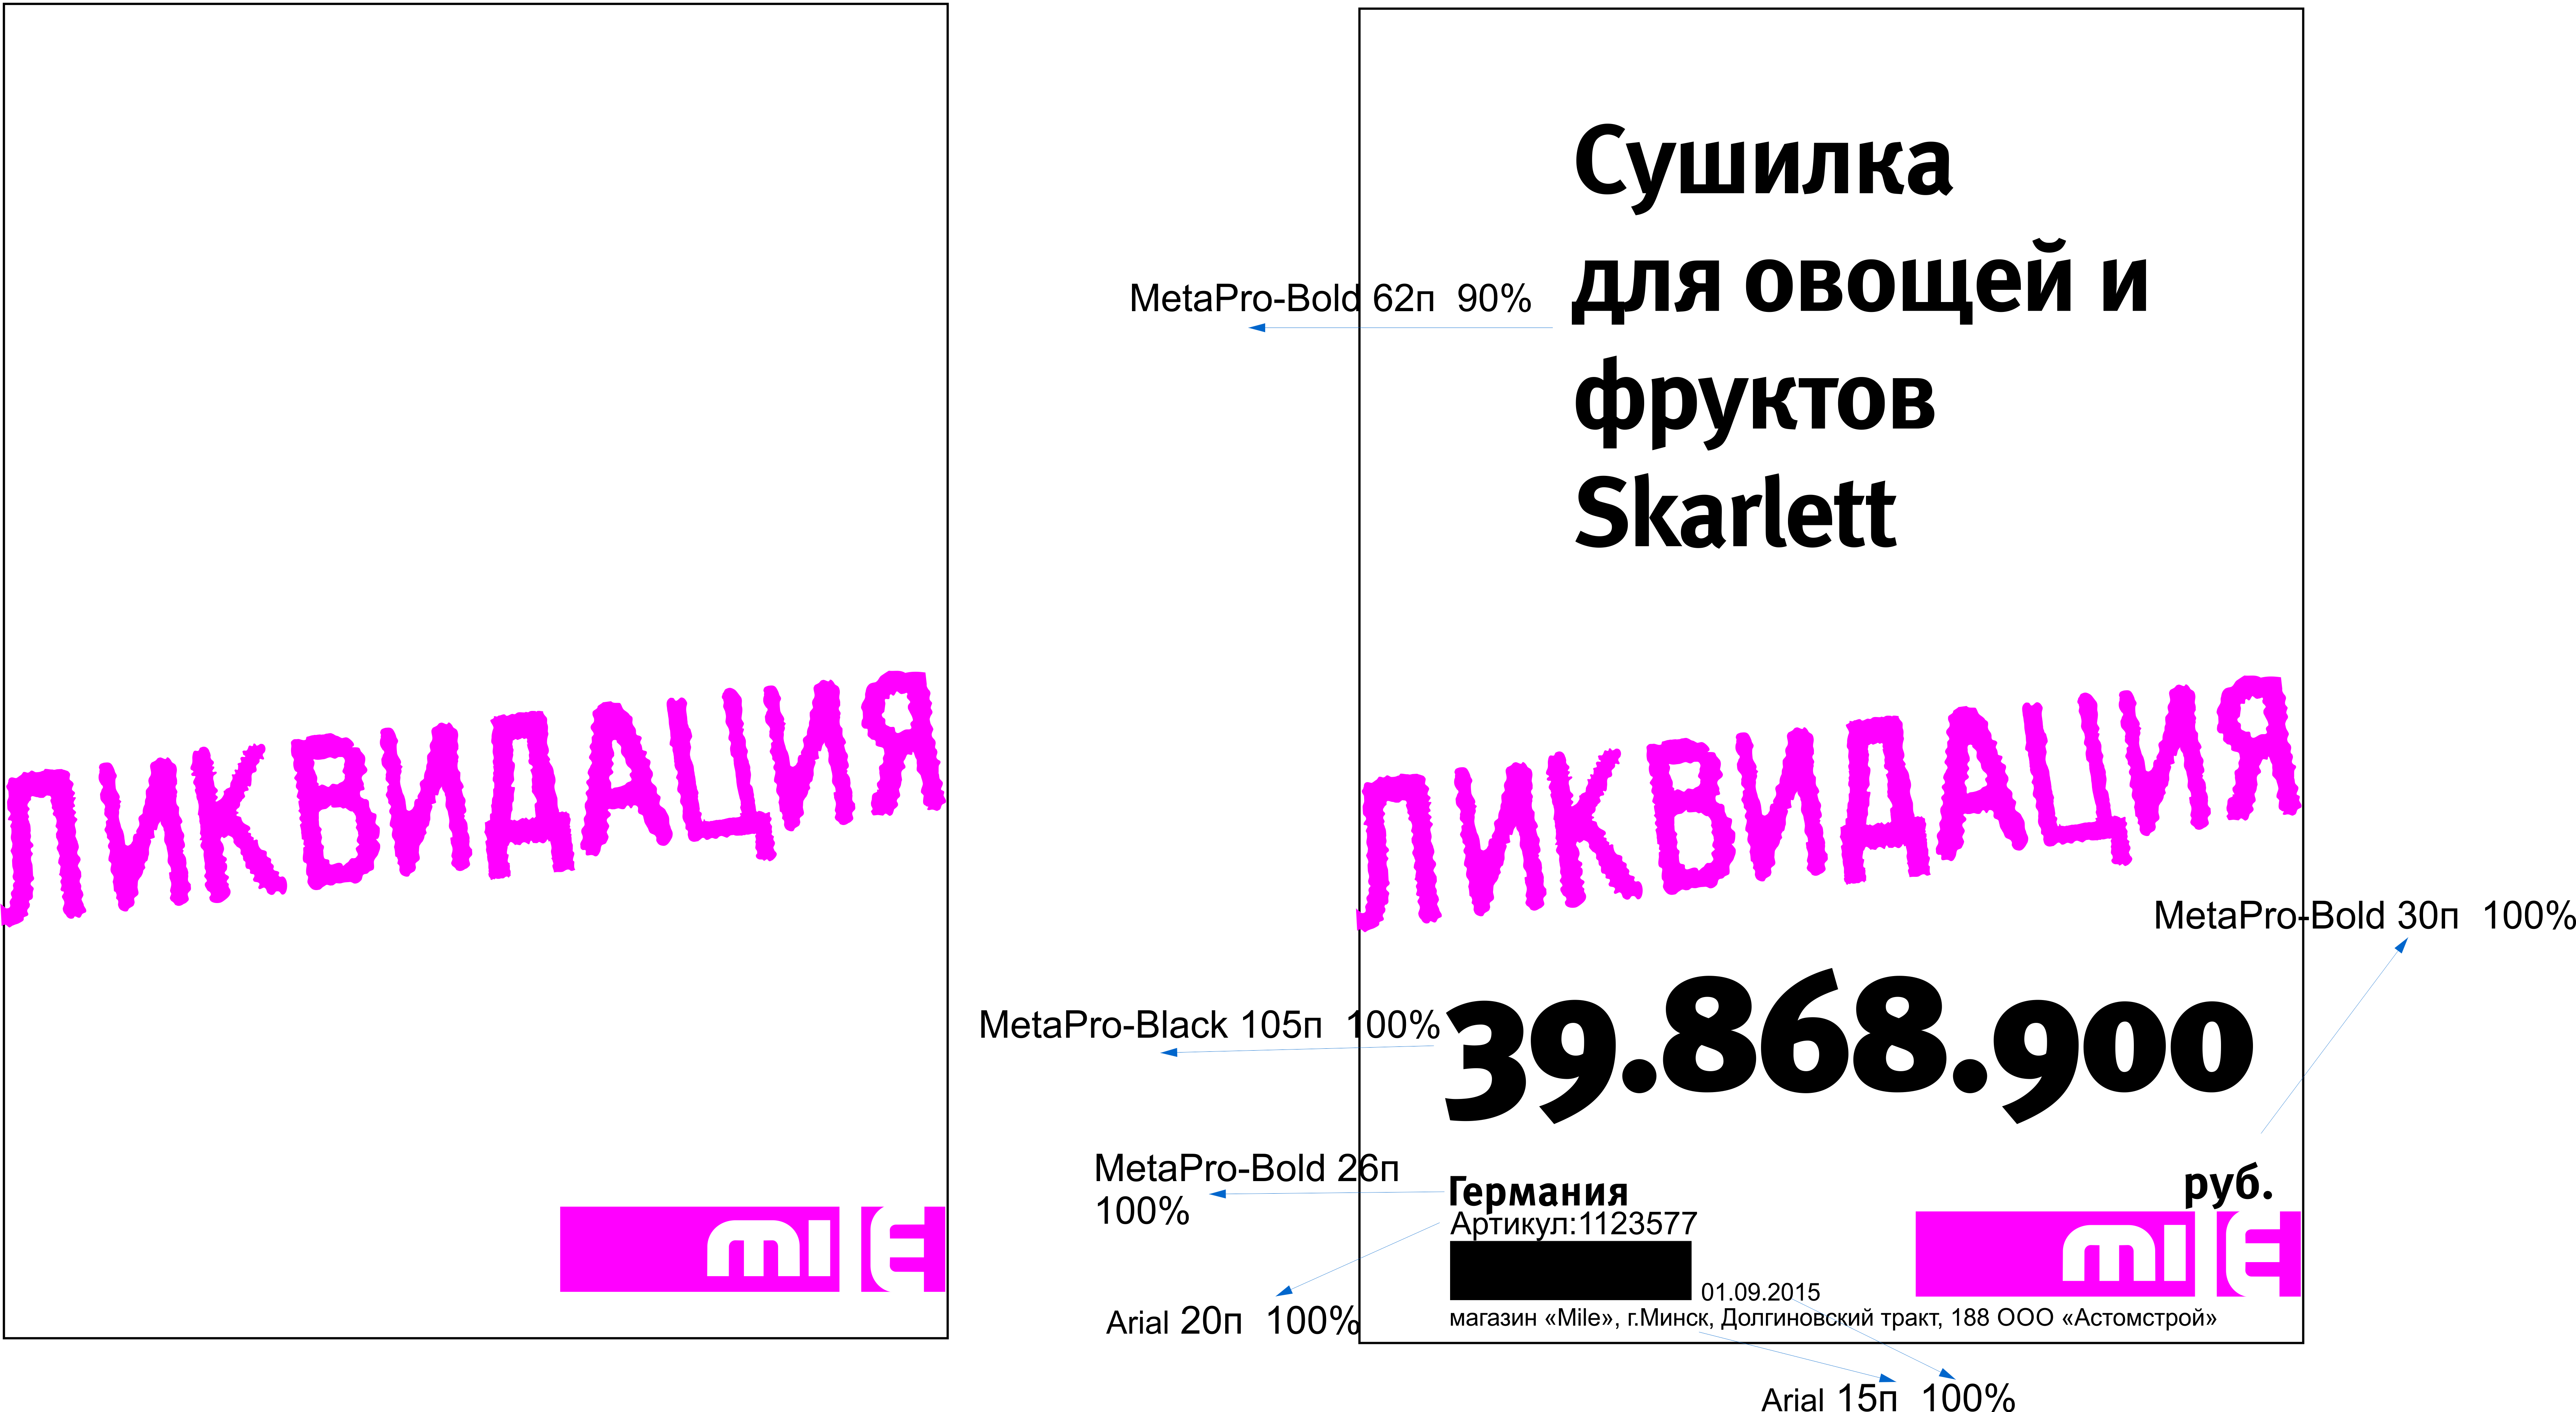 ЛИКВИДАЦИЯ
mile
Сушилка
для овощей и
фруктов
Skarlett
MetaPro-Bold 62п 90%
ЛИКВИДАЦИЯ
MetaPro-Bold 30п 100%
39.868.900
MetaPro-Black 105п 100%
MetaPro-Bold 26п
100%
Германия
руб.
Артикул:1123577
mile
01.09.2015
Arial 20п 100%
магазин «Mile», г.Минск, Долгиновский тракт, 188 ООО «Астомстрой»
Arial 15п 100%